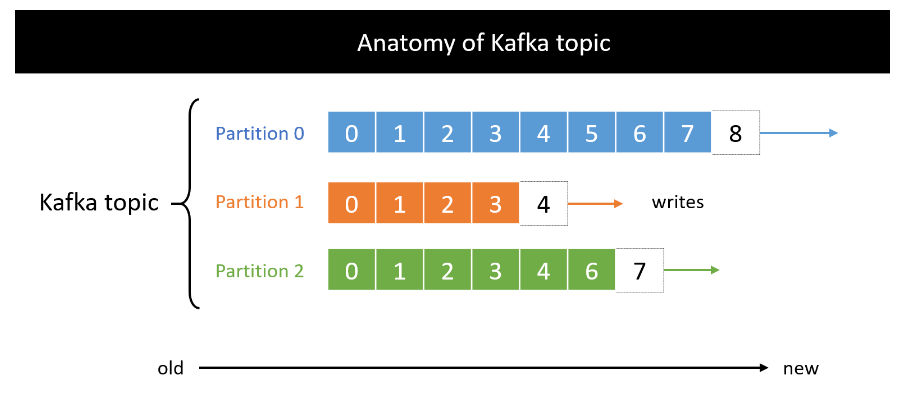 Anatomy of Kafka topic
Partition 0 0 1 2 3 4 5 6 7 8
Kafka topic Partition 1 0 1 2 3 4 writes
Partition 2 0 1 2 3 4 6 7
old new